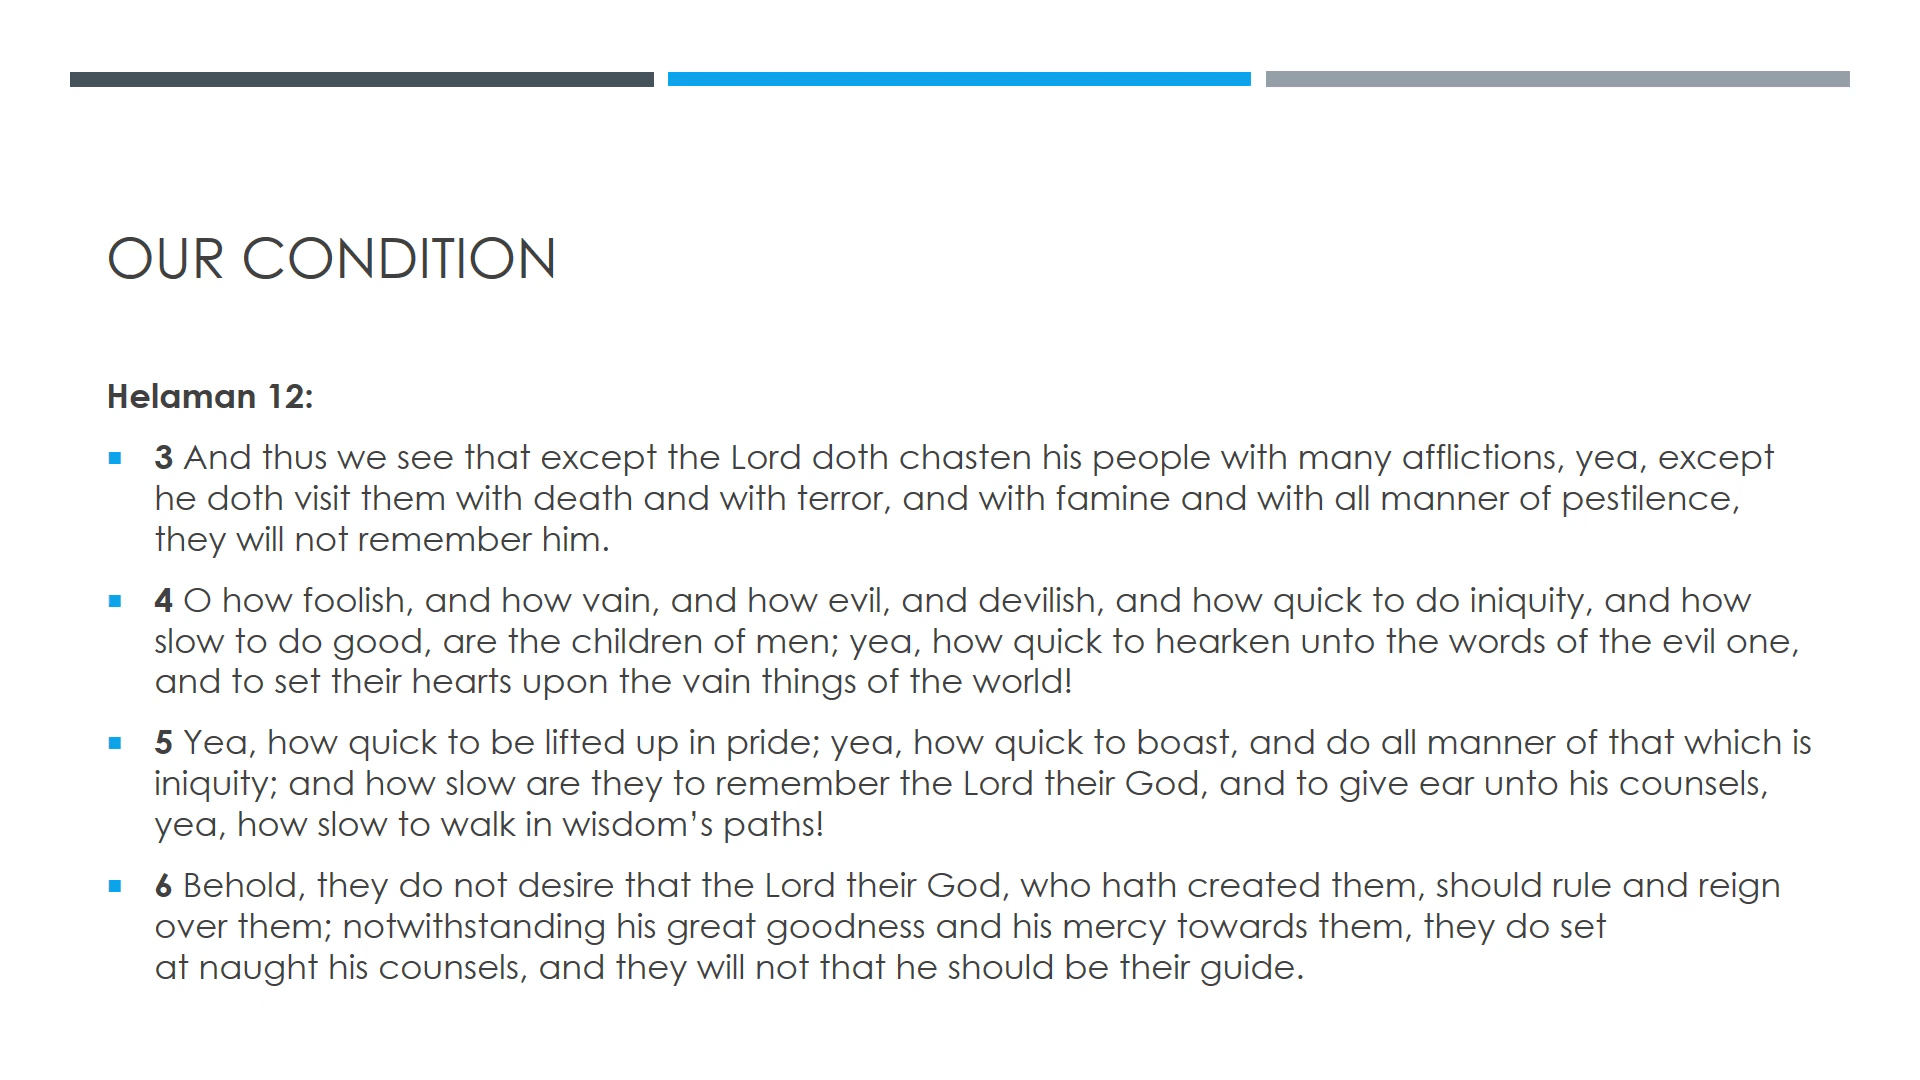 OUR CONDITION
Helaman 12:
3 And thus we see that except the Lord doth chasten his people with many afflictions, yea, except
he doth visit them with death and with terror, and with famine and with all manner of pestilence,
they will not remember him.
4 O how foolish, and how vain, and how evil, and devilish, and how quick to do iniquity, and how
slow to do good, are the children of men; yea, how quick to hearken unto the words of the evil one,
and to set their hearts upon the vain things of the world!
5 Yea, how quick to be lifted up in pride; yea, how quick to boast, and do all manner of that which is
iniquity; and how slow are they to remember the Lord their God, and to give ear unto his counsels,
yea, how slow to walk in wisdom’s paths!
6 Behold, they do not desire that the Lord their God, who hath created them, should rule and reign
over them; notwithstanding his great goodness and his mercy towards them, they do set
at naught his counsels, and they will not that he should be their guide.